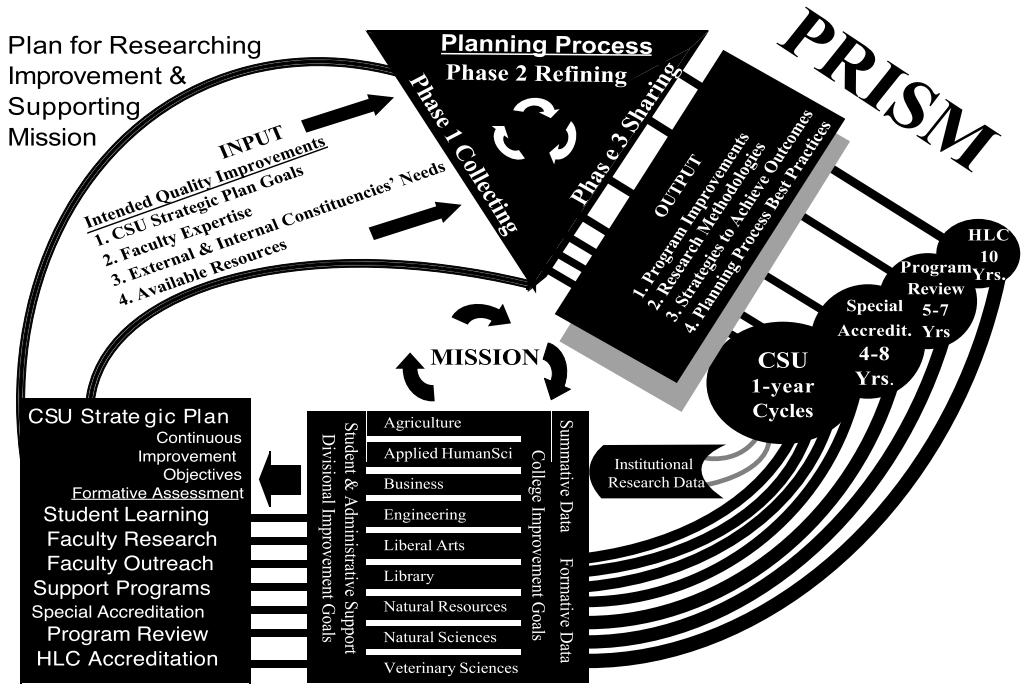 Plan for Researching
Improvement &
Supporting
Mission
PRISM
Planning Process
Phase 2 Refining
Phase 1 Collecting
Phas e 3 Sharing
INPUT
Intended Quality Improvements
1. CSU Strategic Plan Goals
2. Faculty Expertise
3. External & Internal Constituencies' Needs
4. Available Resources
OUTPUT
1. Program Improvements
2. Research Methodologies
3. Strategies to Achieve Outcomes
4. Planning Process Best Practices
HLC
10
Yrs.
Program
Review
5-7
Yrs
Special
Accredit.
4-8
Yrs.
CSU
1-year
Cycles
MISSION
Institutional
Research Data
CSU Strategic Plan
Continuous
Improvement
Objectives
Formative Assessment
Student Learning
Faculty Research
Faculty Outreach
Support Programs
Special Accreditation
Program Review
HLC Accreditation
Student & Administrative Support
Divisional Improvement Goals
Agriculture
Applied HumanSci
Business
Engineering
Liberal Arts
Library
Natural Resources
Natural Sciences
Veterinary Sciences
College Improvement Goals
Summative Data Formative Data